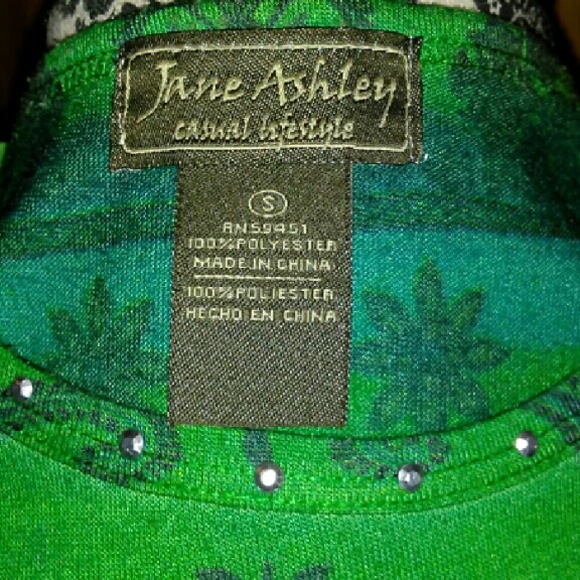 Jane Ashley
casual lifestyle
S
RN59451
100%POLYESTER
MADE IN CHINA
100%POLIESTER
HECHO EN CHINA